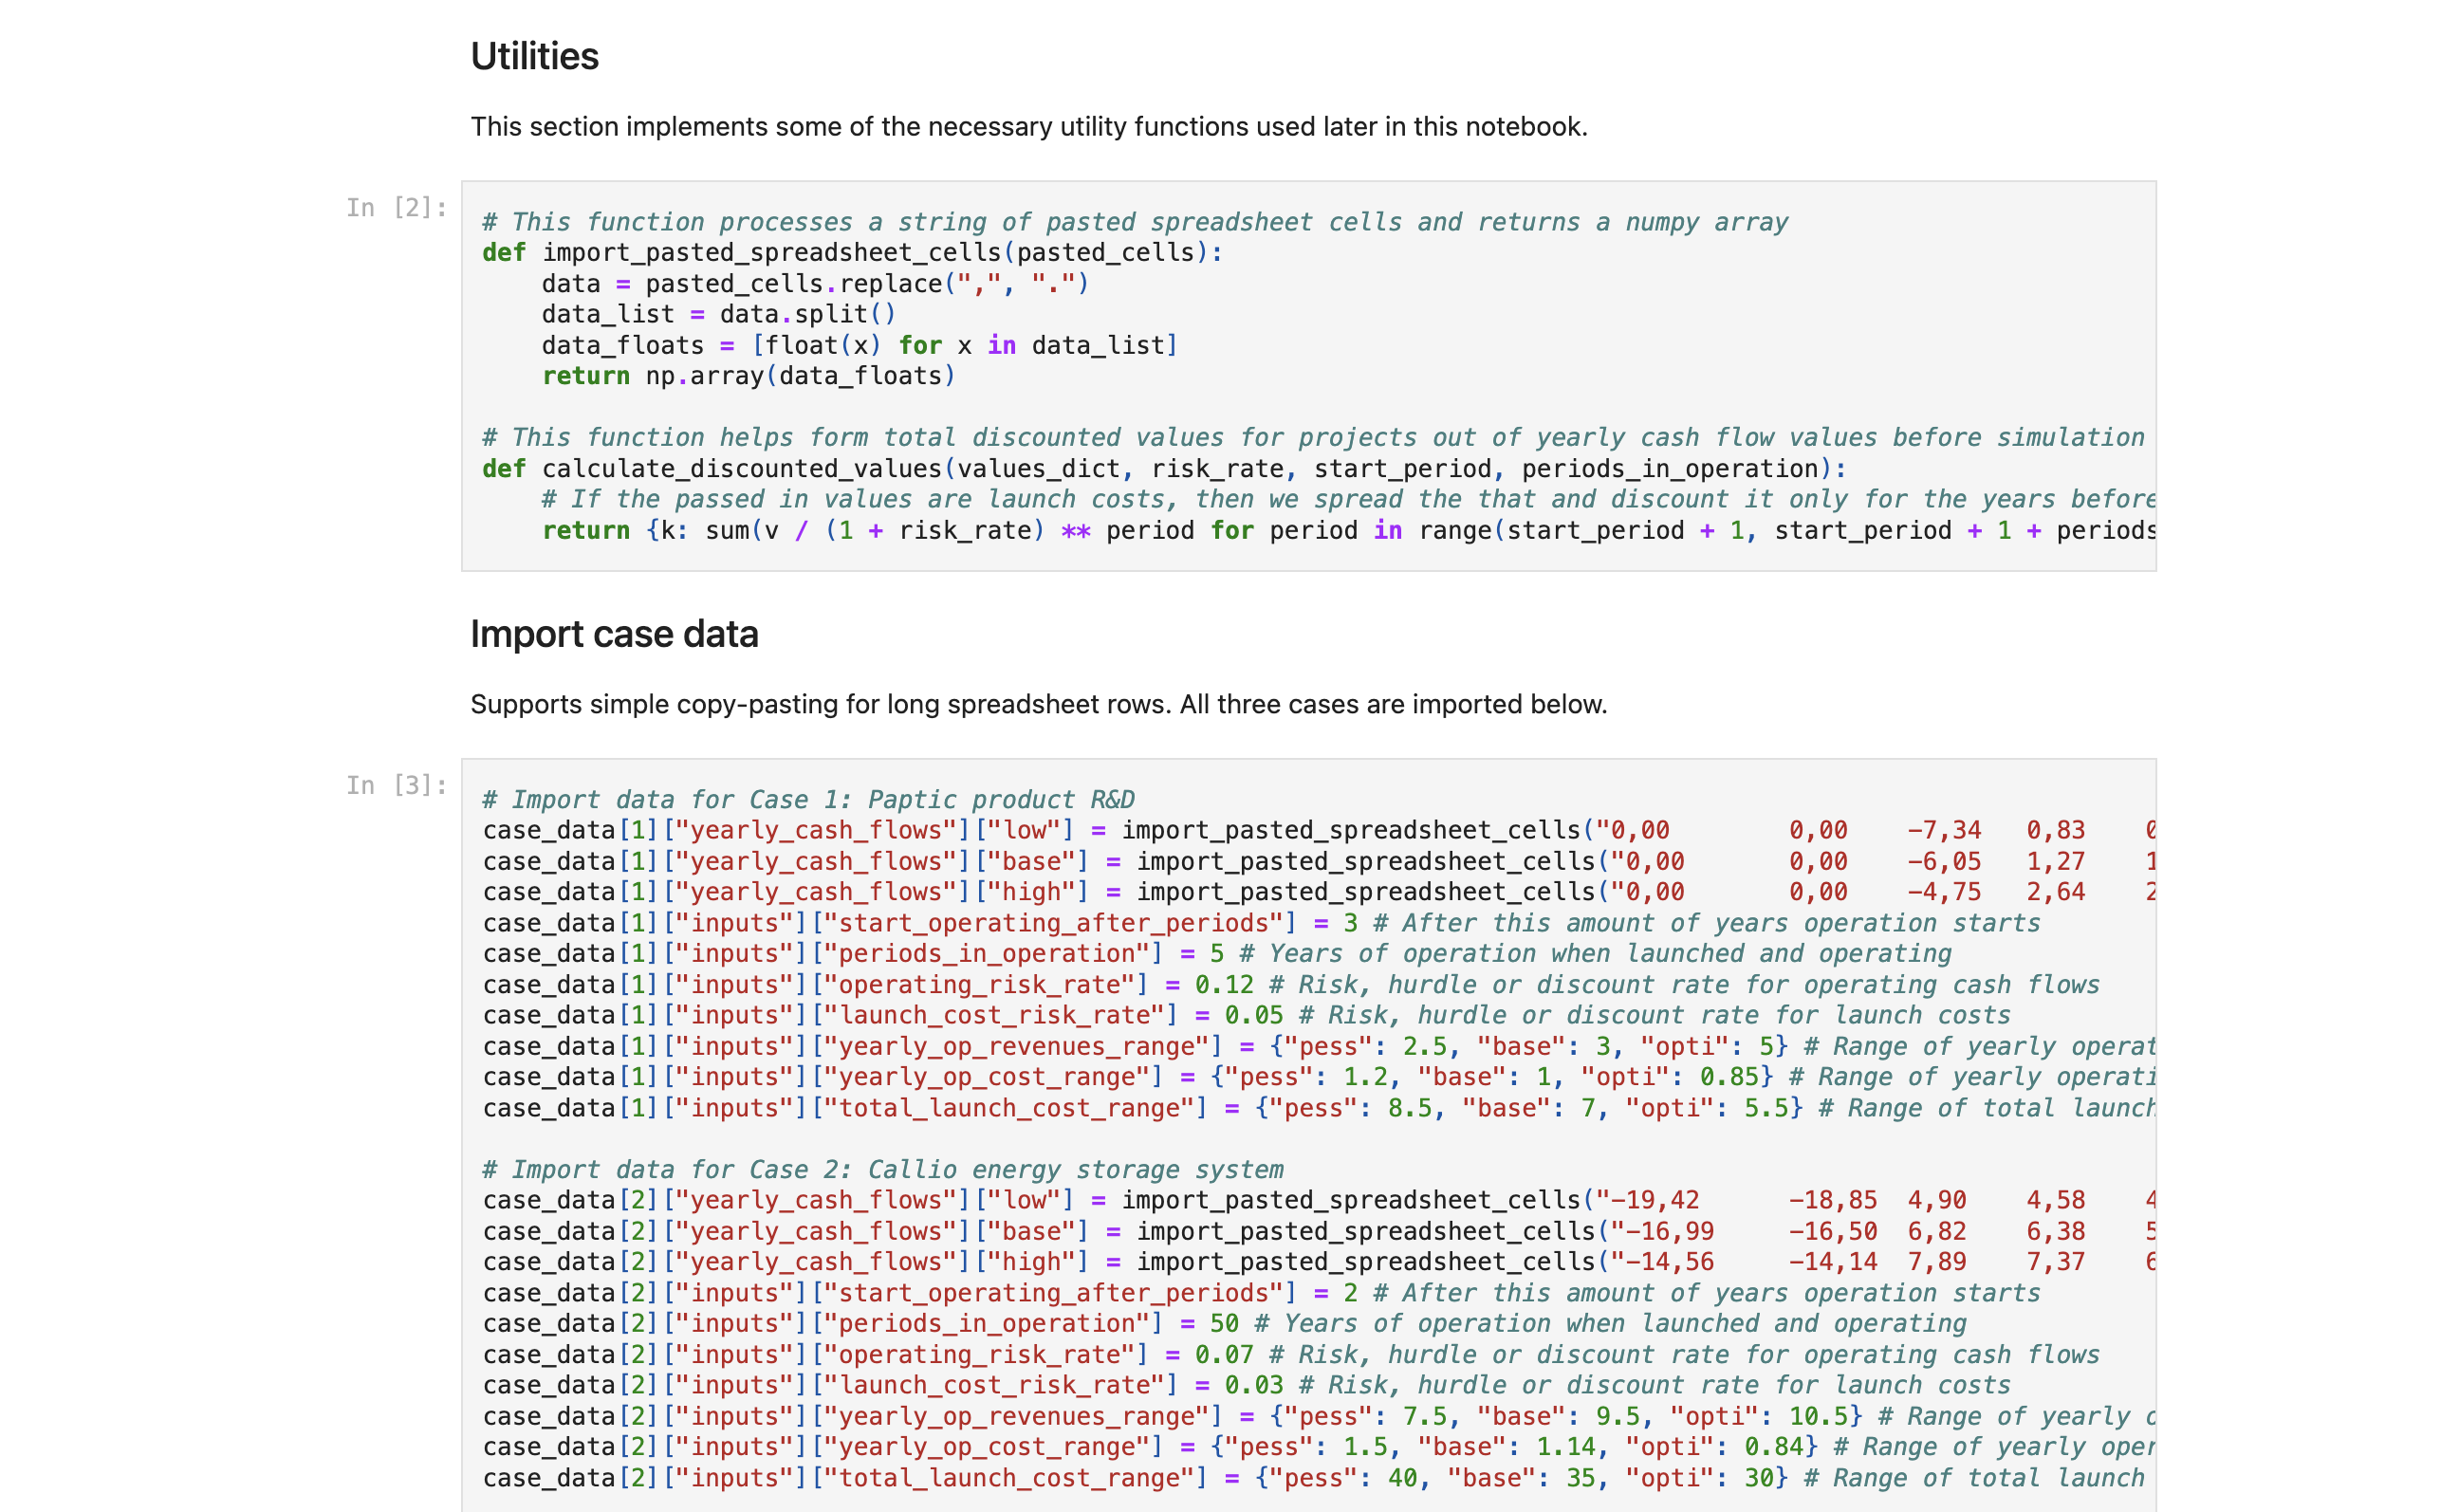 Utilities
This section implements some of the necessary utility functions used later in this notebook.
In [2]:
# This function processes a string of pasted spreadsheet cells and returns a numpy array
def import_pasted_spreadsheet_cells(pasted_cells):
    data = pasted_cells.replace(",", ".")
    data_list = data.split()
    data_floats = [float(x) for x in data_list]
    return np.array(data_floats)
# This function helps form total discounted values for projects out of yearly cash flow values before simulation
def calculate_discounted_values(values_dict, risk_rate, start_period, periods_in_operation):
    # If the passed in values are launch costs, then we spread the that and discount it only for the years before
    return {k: sum(v / (1 + risk_rate) ** period for period in range(start_period + 1, start_period + 1 + periods
Import case data
Supports simple copy-pasting for long spreadsheet rows. All three cases are imported below.
In [3]:
# Import data for Case 1: Paptic product R&D
case_data[1]["yearly_cash_flows"]["low"] = import_pasted_spreadsheet_cells("0,00        0,00    −7,34   0,83    0
case_data[1]["yearly_cash_flows"]["base"] = import_pasted_spreadsheet_cells("0,00       0,00    −6,05   1,27    1
case_data[1]["yearly_cash_flows"]["high"] = import_pasted_spreadsheet_cells("0,00       0,00    −4,75   2,64    2
case_data[1]["inputs"]["start_operating_after_periods"] = 3 # After this amount of years operation starts
case_data[1]["inputs"]["periods_in_operation"] = 5 # Years of operation when launched and operating
case_data[1]["inputs"]["operating_risk_rate"] = 0.12 # Risk, hurdle or discount rate for operating cash flows
case_data[1]["inputs"]["launch_cost_risk_rate"] = 0.05 # Risk, hurdle or discount rate for launch costs
case_data[1]["inputs"]["yearly_op_revenues_range"] = {"pess": 2.5, "base": 3, "opti": 5} # Range of yearly operat
case_data[1]["inputs"]["yearly_op_cost_range"] = {"pess": 1.2, "base": 1, "opti": 0.85} # Range of yearly operati
case_data[1]["inputs"]["total_launch_cost_range"] = {"pess": 8.5, "base": 7, "opti": 5.5} # Range of total launch
# Import data for Case 2: Callio energy storage system
case_data[2]["yearly_cash_flows"]["low"] = import_pasted_spreadsheet_cells("−19,42      −18,85  4,90    4,58    4
case_data[2]["yearly_cash_flows"]["base"] = import_pasted_spreadsheet_cells("−16,99     −16,50  6,82    6,38    5
case_data[2]["yearly_cash_flows"]["high"] = import_pasted_spreadsheet_cells("−14,56     −14,14  7,89    7,37    6
case_data[2]["inputs"]["start_operating_after_periods"] = 2 # After this amount of years operation starts
case_data[2]["inputs"]["periods_in_operation"] = 50 # Years of operation when launched and operating
case_data[2]["inputs"]["operating_risk_rate"] = 0.07 # Risk, hurdle or discount rate for operating cash flows
case_data[2]["inputs"]["launch_cost_risk_rate"] = 0.03 # Risk, hurdle or discount rate for launch costs
case_data[2]["inputs"]["yearly_op_revenues_range"] = {"pess": 7.5, "base": 9.5, "opti": 10.5} # Range of yearly o
case_data[2]["inputs"]["yearly_op_cost_range"] = {"pess": 1.5, "base": 1.14, "opti": 0.84} # Range of yearly oper
case_data[2]["inputs"]["total_launch_cost_range"] = {"pess": 40, "base": 35, "opti": 30} # Range of total launch